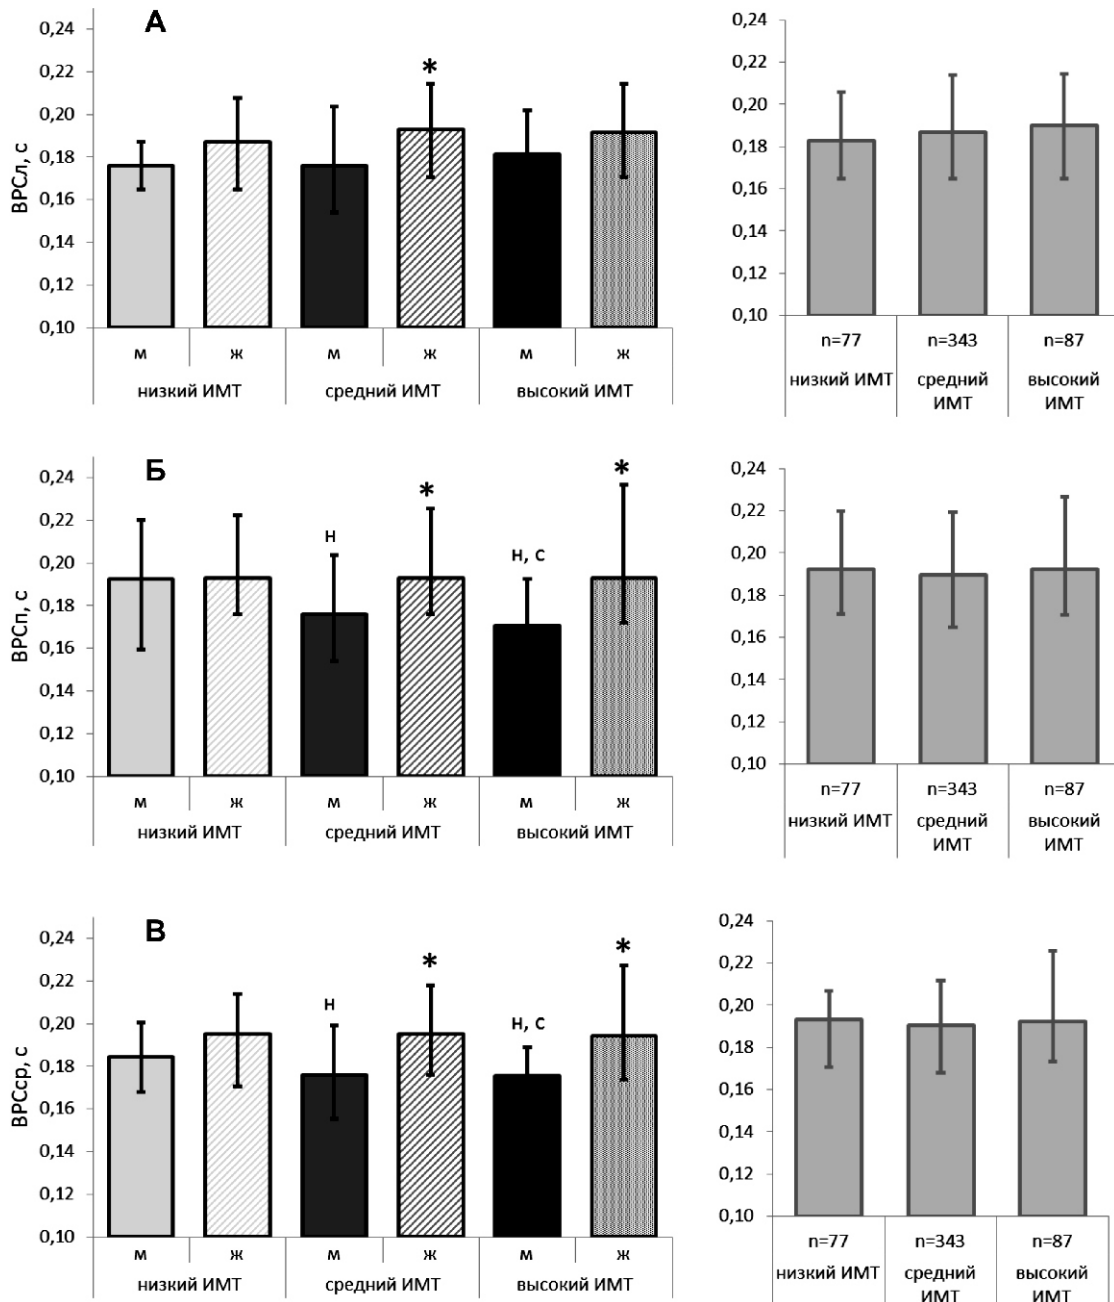 А
ВРСл, с
0,24
0,22
0,20
0,18
0,16
0,14
0,12
0,10
*
м ж м ж м ж
низкий ИМТ средний ИМТ высокий ИМТ
0,24
0,22
0,20
0,18
0,16
0,14
0,12
0,10
n=77 n=343 n=87
низкий ИМТ средний ИМТ высокий ИМТ
Б
ВРСп, с
0,24
0,22
0,20
0,18
0,16
0,14
0,12
0,10
н * н, с *
м ж м ж м ж
низкий ИМТ средний ИМТ высокий ИМТ
0,24
0,22
0,20
0,18
0,16
0,14
0,12
0,10
n=77 n=343 n=87
низкий ИМТ средний ИМТ высокий ИМТ
В
ВРСср, с
0,24
0,22
0,20
0,18
0,16
0,14
0,12
0,10
н * н, с *
м ж м ж м ж
низкий ИМТ средний ИМТ высокий ИМТ
0,24
0,22
0,20
0,18
0,16
0,14
0,12
0,10
n=77 n=343 n=87
низкий ИМТ средний ИМТ высокий ИМТ